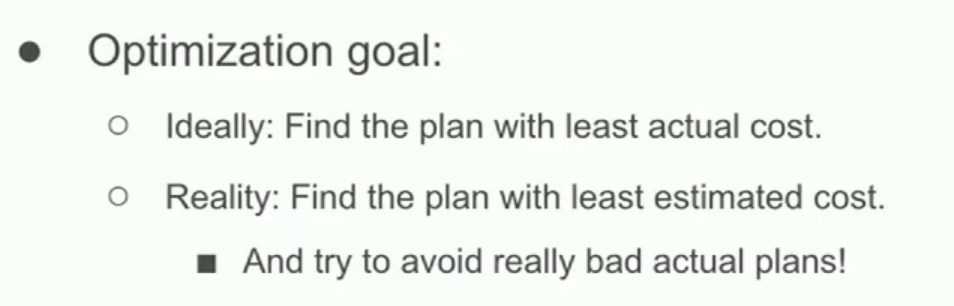 ● Optimization goal:
○ Ideally: Find the plan with least actual cost.
○ Reality: Find the plan with least estimated cost.
■ And try to avoid really bad actual plans!